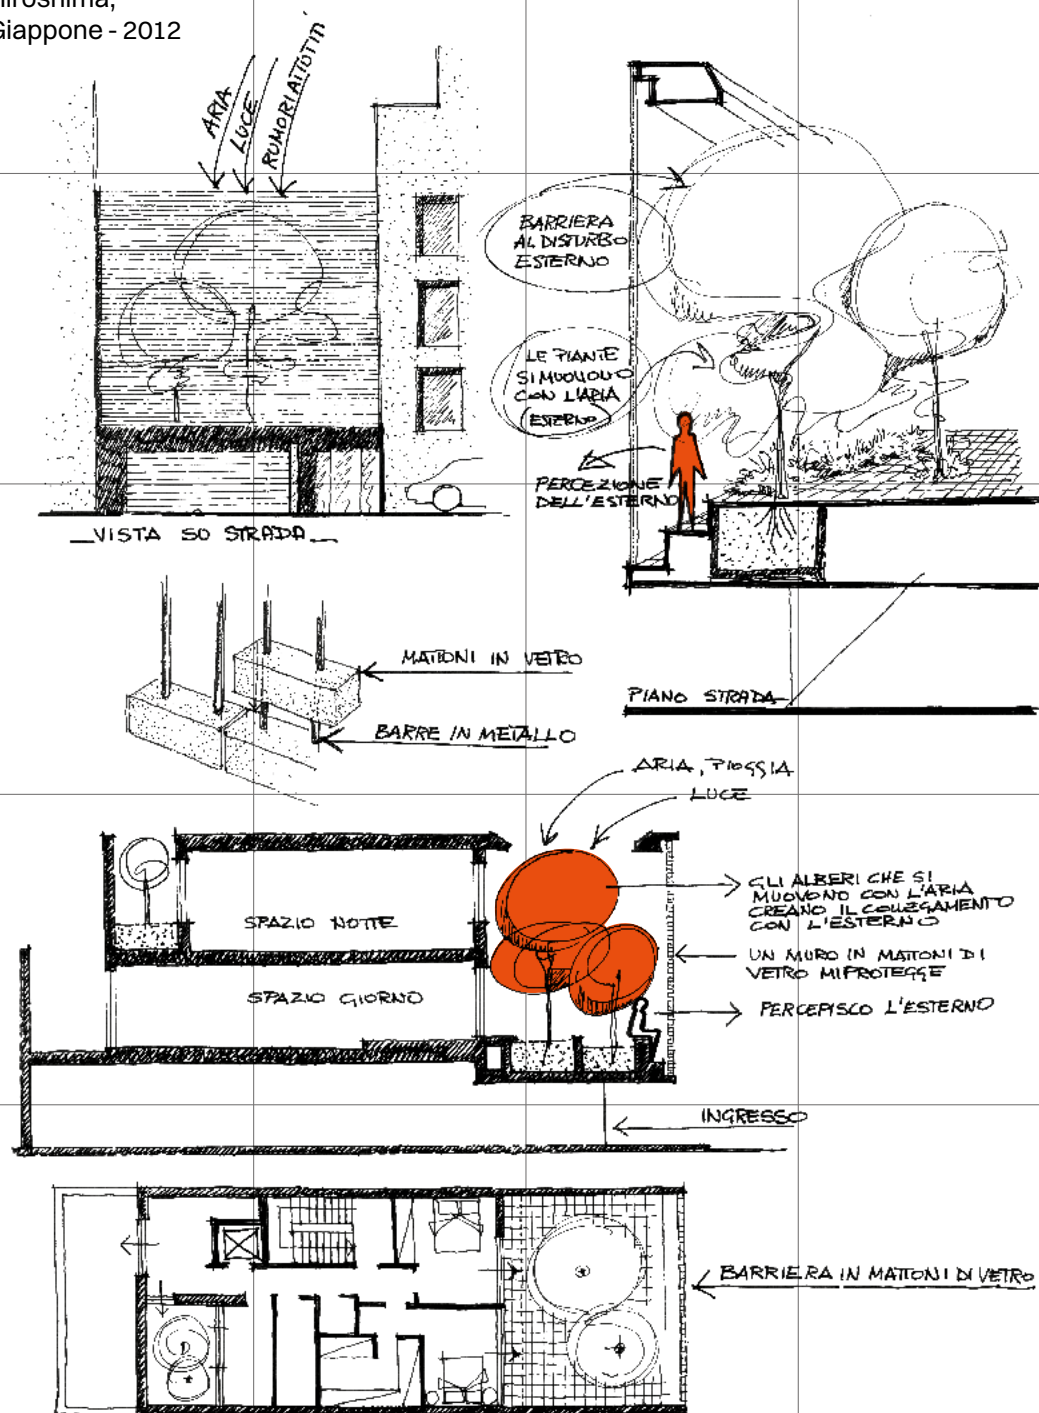 Hiroshima,
Giappone - 2012
ARIA
LUCE
RUMORI ATTUTITI
BARRIERA
AL DISTURBO
ESTERNO
LE PIANTE
SI MUOVONO
CON L'ARIA
(ESTERNO)
PERCEZIONE
DELL'ESTERNO
VISTA SU STRADA
MATTONI IN VETRO
BARRE IN METALLO
PIANO STRADA
ARIA, PIOGGIA
LUCE
SPAZIO NOTTE
GLI ALBERI CHE SI
MUOVONO CON L'ARIA
CREANO IL COLLEGAMENTO
CON L'ESTERNO
UN MURO IN MATTONI DI
VETRO MI PROTEGGE
SPAZIO GIORNO
PERCEPISCO L'ESTERNO
INGRESSO
BARRIERA IN MATTONI DI VETRO